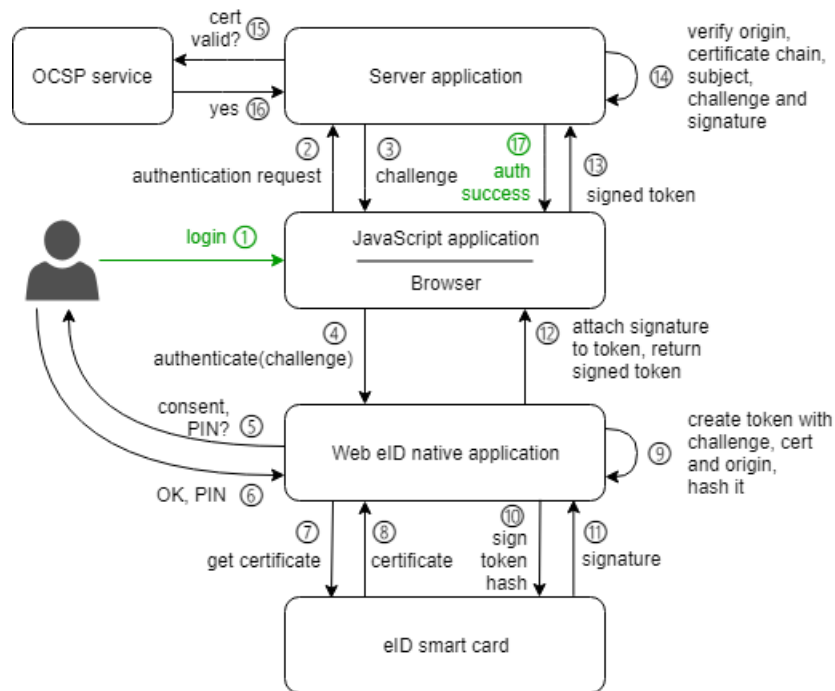 cert
valid? ⑮
OCSP service
yes ⑯
Server application
⑭
verify origin,
certificate chain,
subject,
challenge and
signature
②
authentication request
③
challenge
⑰
auth
success
⑬
signed token
login ①
JavaScript application
Browser
④
authenticate(challenge)
⑫
attach signature
to token, return
signed token
consent,
PIN? ⑤
OK, PIN ⑥
Web eID native application
⑨
create token with
challenge, cert
and origin,
hash it
⑦
get certificate
⑧
certificate
⑩
sign
token
hash
⑪
signature
eID smart card